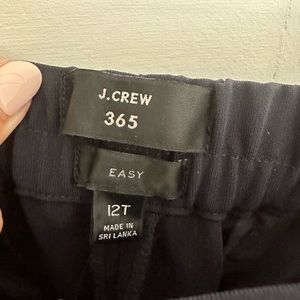 J.CREW
365
EASY
12T
MADE IN
SRI LANKA